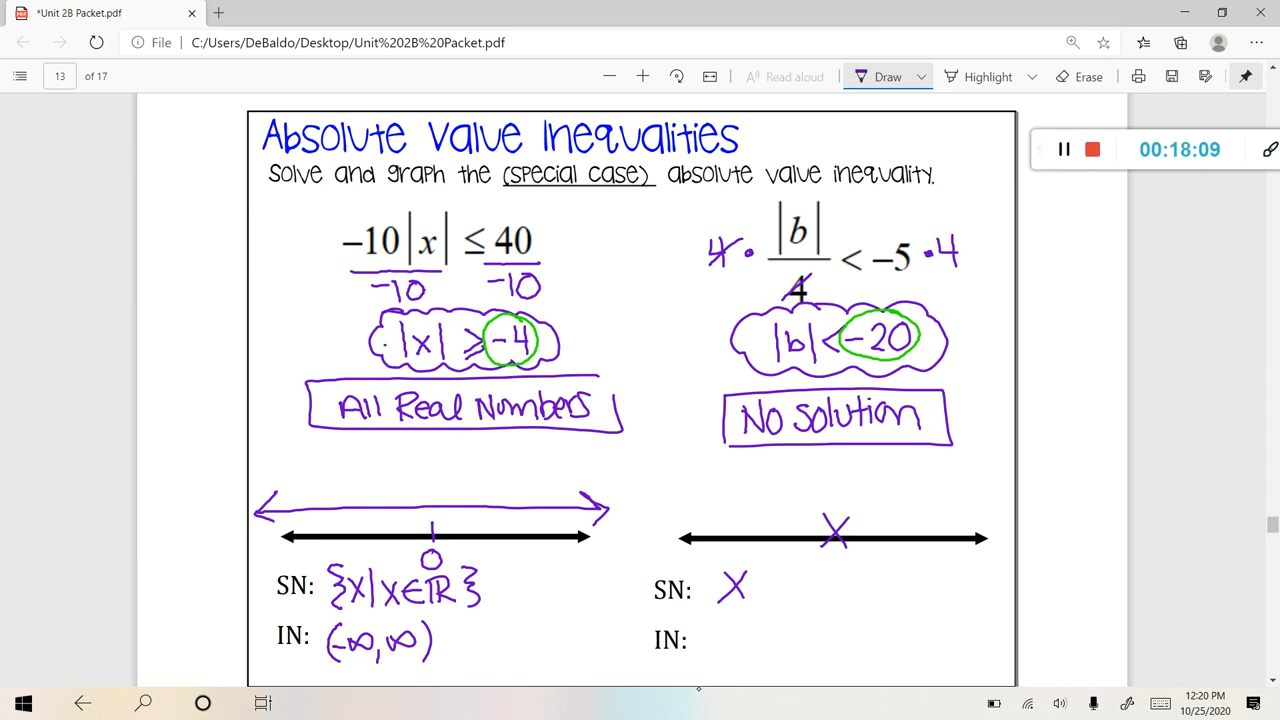 *Unit 2B Packet.pdf
File C:/Users/DeBaldo/Desktop/Unit%202B%20Packet.pdf
13 of 17 Read aloud Draw Highlight Erase
00:18:09
Absolute Value Inequalities
Solve and graph the (special case) absolute value inequality.
−10|x| ≤ 40
-10 -10
|x| ≥ -4
All Real Numbers
0
SN: {x|x∈ℝ}
IN: (-∞,∞)
4 • |b|/4 < −5 • 4
|b| < -20
No Solution
X
SN: X
IN:
12:20 PM
10/25/2020